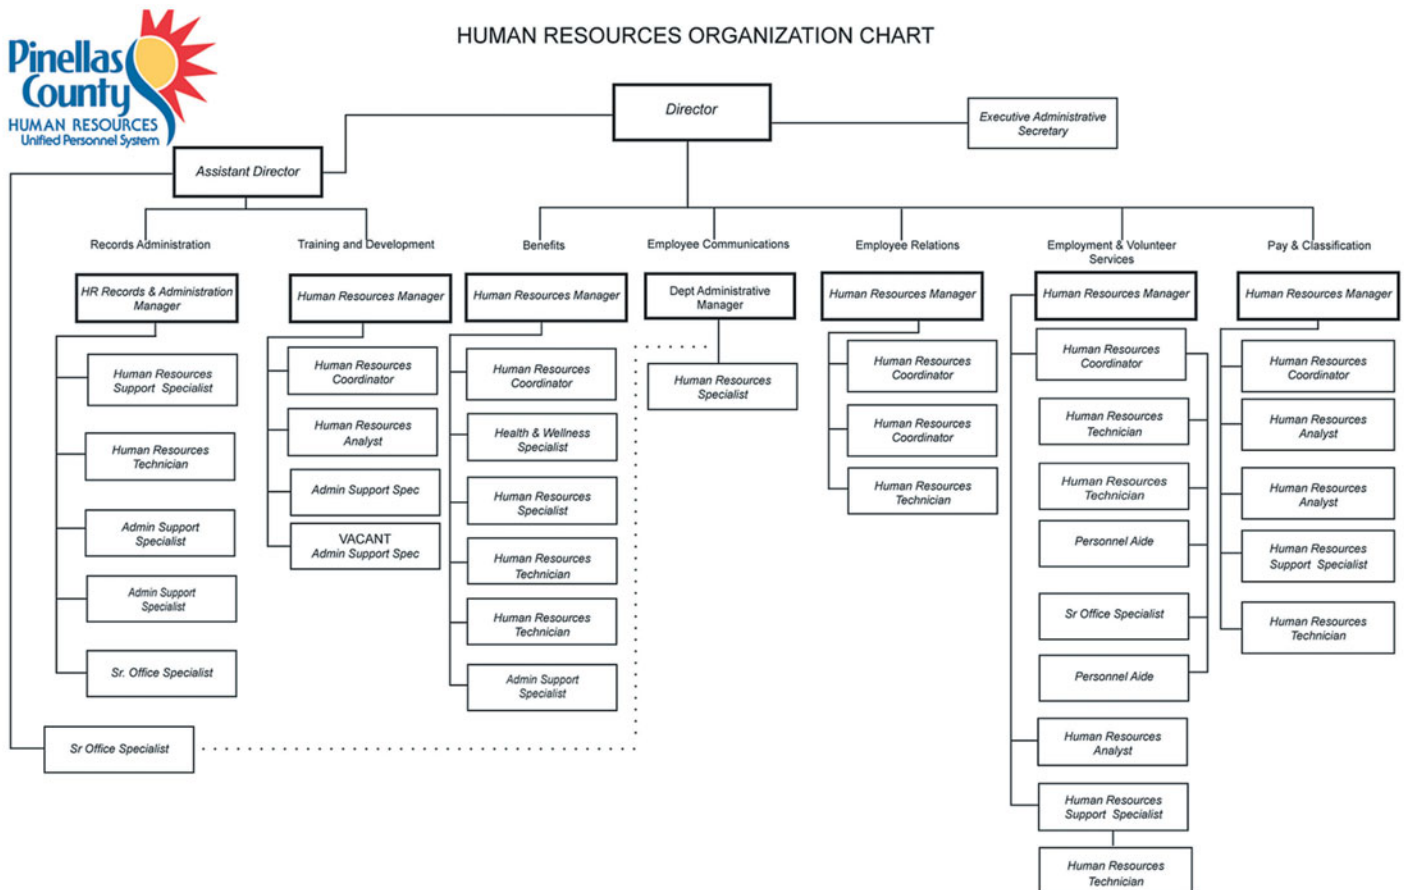 Pinellas
County
HUMAN RESOURCES
Unified Personnel System
HUMAN RESOURCES ORGANIZATION CHART
Director
Executive Administrative
Secretary
Assistant Director
Records Administration
Training and Development
Benefits
Employee Communications
Employee Relations
Employment & Volunteer
Services
Pay & Classification
HR Records & Administration
Manager
Human Resources Manager
Human Resources Manager
Dept Administrative
Manager
Human Resources Manager
Human Resources Manager
Human Resources Manager
Human Resources
Support Specialist
Human Resources
Technician
Admin Support
Specialist
Admin Support
Specialist
Sr. Office Specialist
Sr Office Specialist
Human Resources
Coordinator
Human Resources
Analyst
Admin Support Spec
VACANT
Admin Support Spec
Human Resources
Coordinator
Health & Wellness
Specialist
Human Resources
Specialist
Human Resources
Technician
Human Resources
Technician
Admin Support
Specialist
Human Resources
Specialist
Human Resources
Coordinator
Human Resources
Coordinator
Human Resources
Technician
Human Resources
Coordinator
Human Resources
Technician
Human Resources
Technician
Personnel Aide
Sr Office Specialist
Personnel Aide
Human Resources
Analyst
Human Resources
Support Specialist
Human Resources
Technician
Human Resources
Coordinator
Human Resources
Analyst
Human Resources
Analyst
Human Resources
Support Specialist
Human Resources
Technician